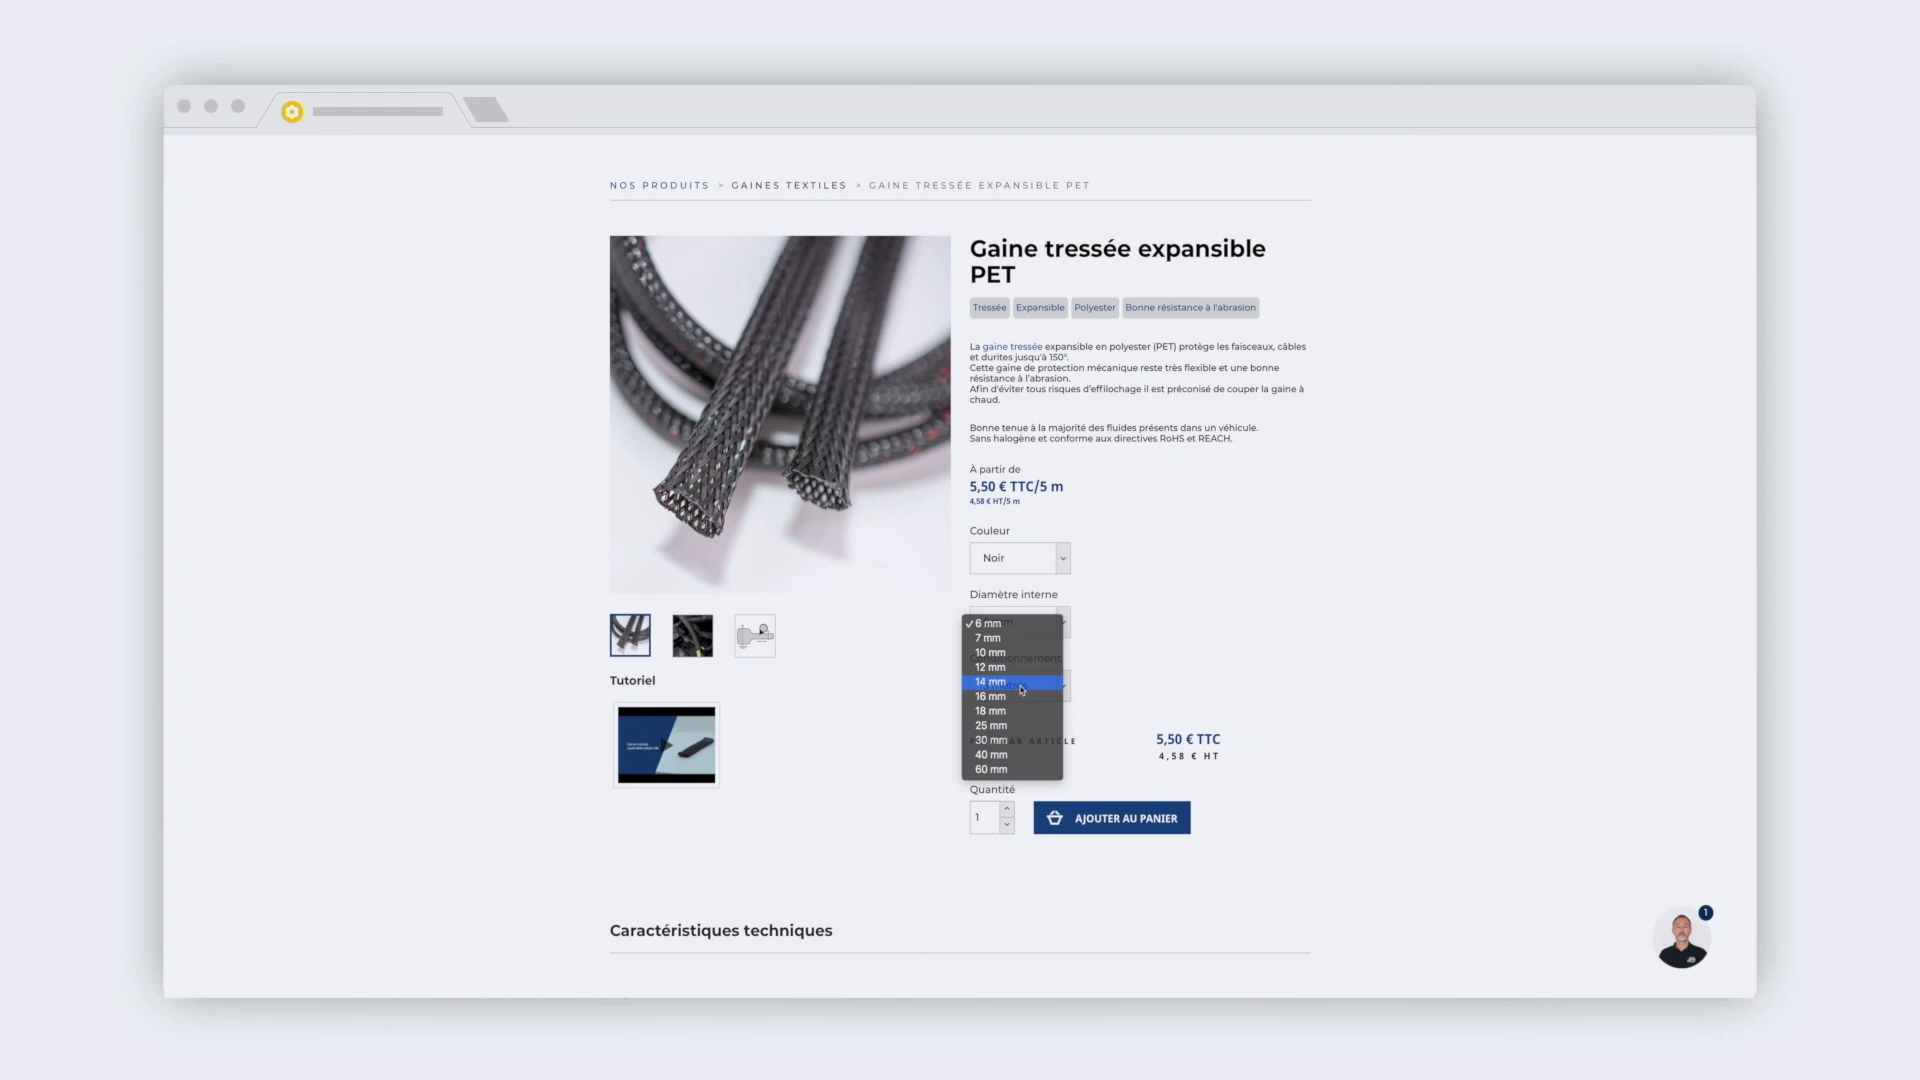 NOS PRODUITS > GAINES TEXTILES > GAINE TRESSÉE EXPANSIBLE PET
Gaine tressée expansible
PET
Tressée Expansible Polyester Bonne résistance à l'abrasion
La gaine tressée expansible en polyester (PET) protège les faisceaux, câbles
et durites jusqu'à 150°.
Cette gaine de protection mécanique reste très flexible et une bonne
résistance à l'abrasion.
Afin d'éviter tous risques d'effilochage il est préconisé de couper la gaine à
chaud.
Bonne tenue à la majorité des fluides présents dans un véhicule.
Sans halogène et conforme aux directives RoHS et REACH.
À partir de
5,50 € TTC/5 m
4,58 € HT/5 m
Couleur
Noir
Diamètre interne
✓ 6 mm
7 mm
10 mm
Conditionnement
12 mm
14 mm
16 mm
18 mm
25 mm
30 mm
ARTICLE
40 mm
60 mm
5,50 € TTC
4,58 € HT
Quantité
1
AJOUTER AU PANIER
Tutoriel
Caractéristiques techniques
1